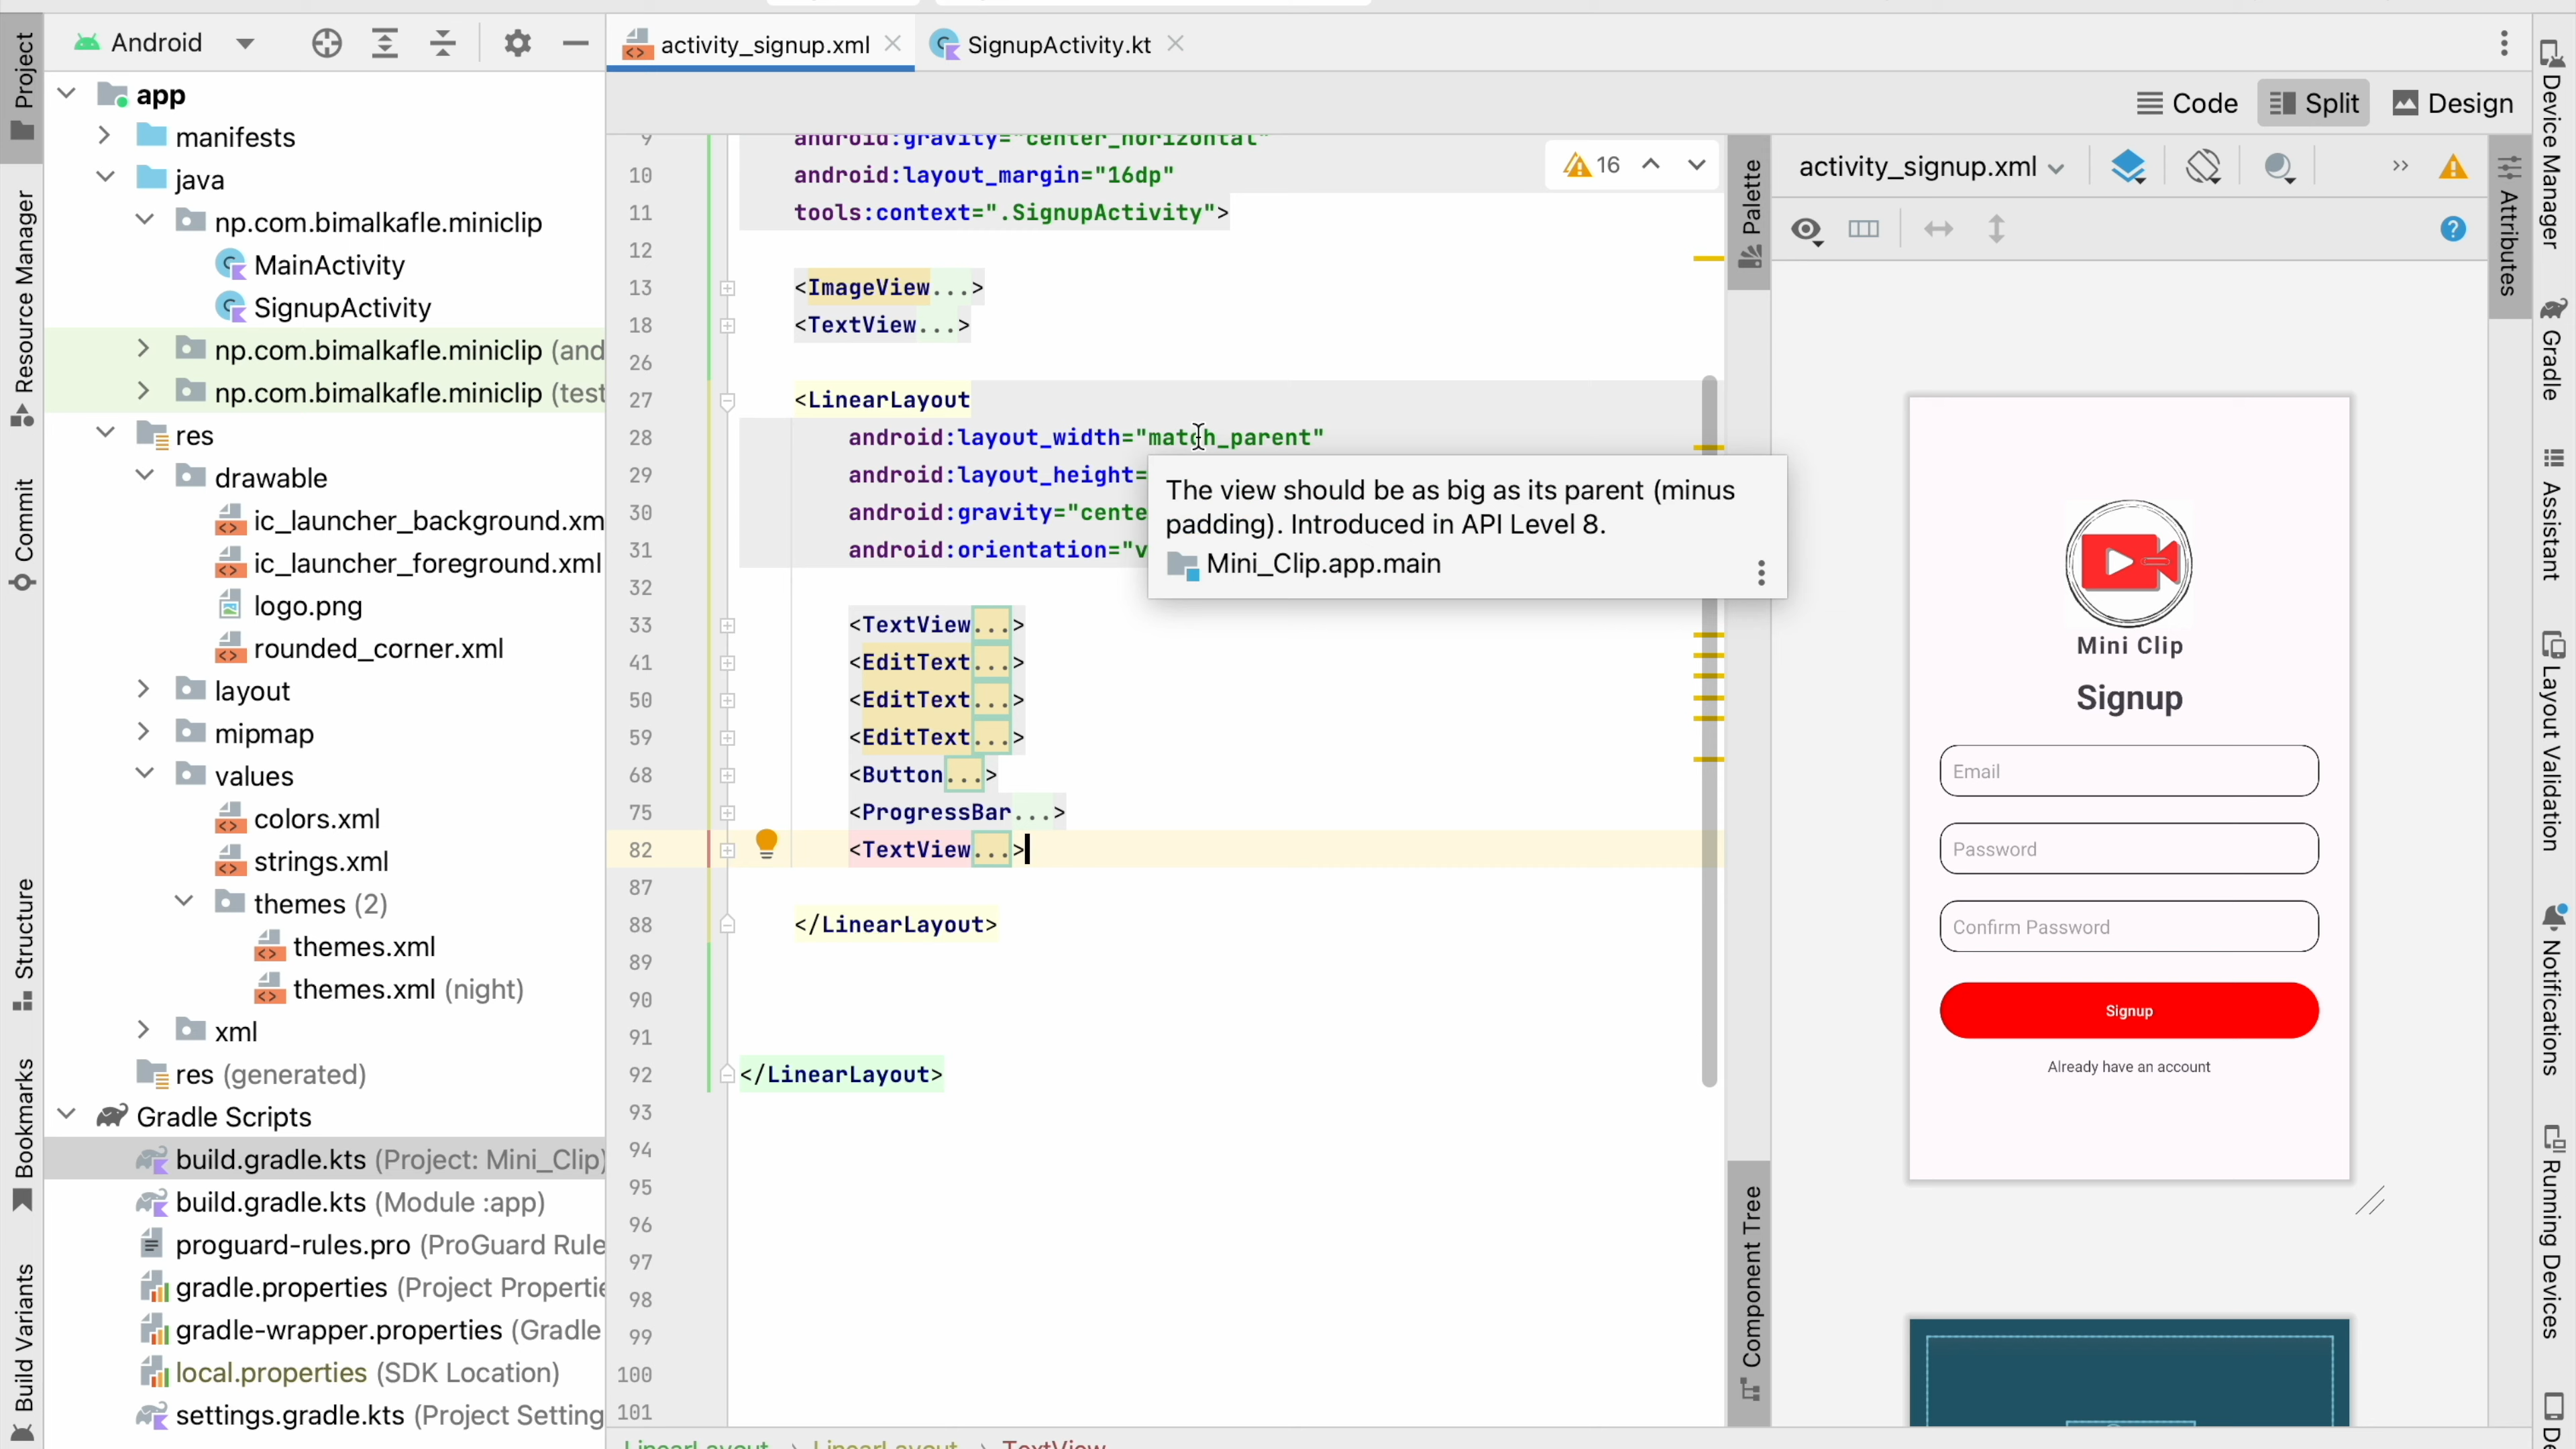 Project
Resource Manager
Commit
Structure
Bookmarks
Build Variants
Android
app
manifests
java
np.com.bimalkafle.miniclip
MainActivity
SignupActivity
np.com.bimalkafle.miniclip (and
np.com.bimalkafle.miniclip (test
res
drawable
ic_launcher_background.xm
ic_launcher_foreground.xml
logo.png
rounded_corner.xml
layout
mipmap
values
colors.xml
strings.xml
themes (2)
themes.xml
themes.xml (night)
xml
res (generated)
Gradle Scripts
build.gradle.kts (Project: Mini_Clip)
build.gradle.kts (Module :app)
proguard-rules.pro (ProGuard Rule
gradle.properties (Project Propertie
gradle-wrapper.properties (Gradle
local.properties (SDK Location)
settings.gradle.kts (Project Setting
activity_signup.xml
SignupActivity.kt
Code
Split
Design
9 android:gravity="center_horizontal"
10 android:layout_margin="16dp"
11 tools:context=".SignupActivity">
12
13 <ImageView...>
18 <TextView...>
26
27 <LinearLayout
28 android:layout_width="match_parent"
29 android:layout_height=
30 android:gravity="cente
31 android:orientation="v
32
33 <TextView...>
41 <EditText...>
50 <EditText...>
59 <EditText...>
68 <Button...>
75 <ProgressBar...>
82 <TextView...>
87
88 </LinearLayout>
89
90
91
92 </LinearLayout>
93
94
95
96
97
98
99
100
101
16
The view should be as big as its parent (minus
padding). Introduced in API Level 8.
Mini_Clip.app.main
LinearLayout
LinearLayout
TextView
Palette
Component Tree
activity_signup.xml
Mini Clip
Signup
Email
Password
Confirm Password
Signup
Already have an account
Attributes
Device Manager
Gradle
Assistant
Layout Validation
Notifications
Running Devices